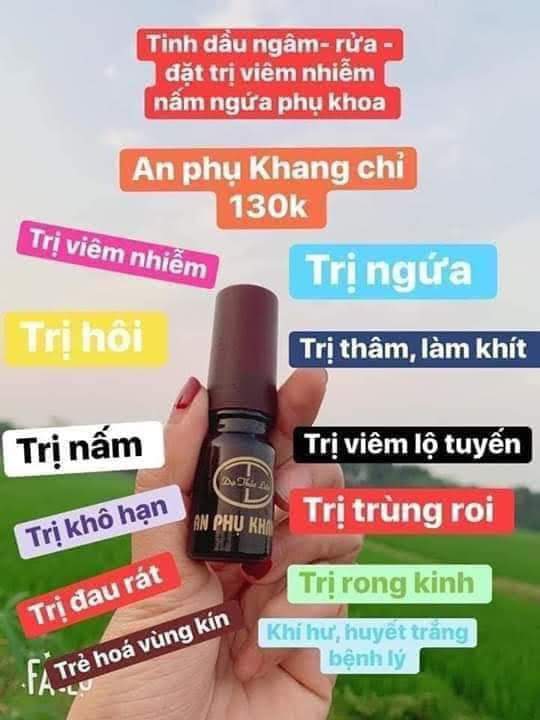 Tinh dầu ngâm- rửa -
đặt trị viêm nhiễm
nấm ngứa phụ khoa
An phụ Khang chỉ
130k
Trị viêm nhiễm
Trị ngứa
Trị hôi
Trị thâm, làm khít
Trị nấm
Trị viêm lộ tuyến
Trị khô hạn
Trị trùng roi
Trị đau rát
Trị rong kinh
Trẻ hoá vùng kín
Khí hư, huyết trắng
bệnh lý
Dạ Thảo Liên
AN PHỤ KHA